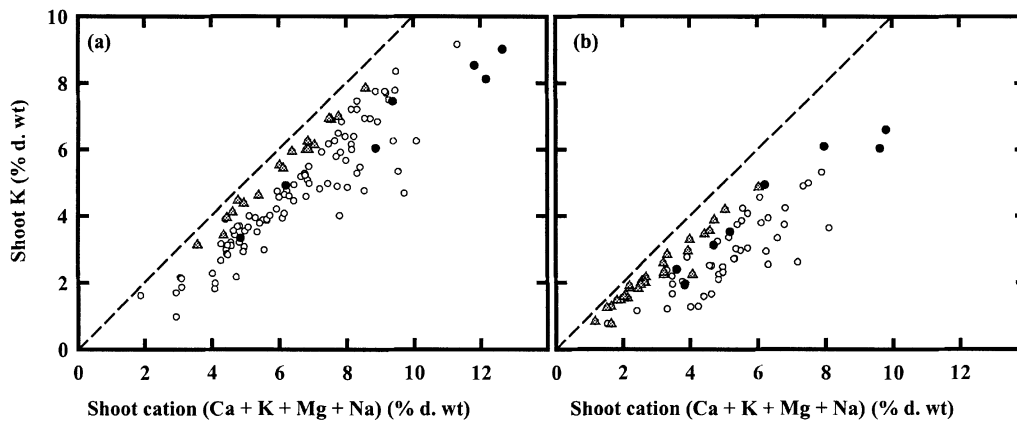 10
(a)
(b)
8
6
4
2
0
Shoot K (% d. wt)
0 2 4 6 8 10 12
0 2 4 6 8 10 12
Shoot cation (Ca + K + Mg + Na) (% d. wt)
Shoot cation (Ca + K + Mg + Na) (% d. wt)